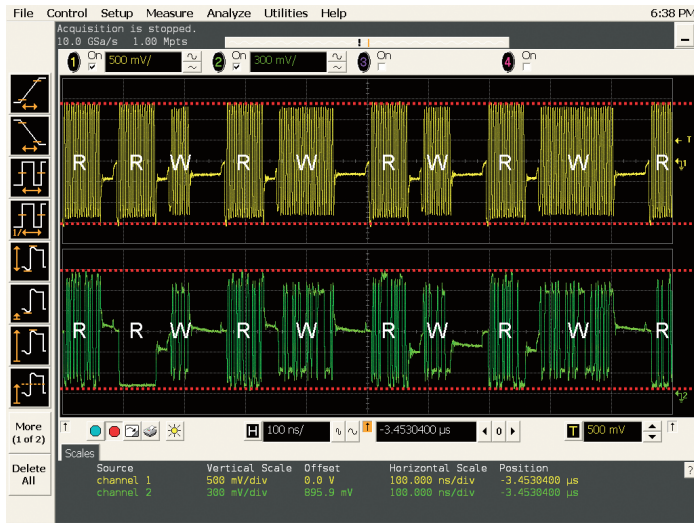 File Control Setup Measure Analyze Utilities Help 6:38 PM
Acquisition is stopped.
10.0 GSa/s 1.00 Mpts
1 On 500 mV/ 2 On 300 mV/ 3 On 4 On
T
1
R R W R W R W R W R
R R W R W R W R W R
2
More
(1 of 2)
H 100 ns/ -3.4530400 µs 0 T 500 mV
Delete
All
Scales
Source Vertical Scale Offset Horizontal Scale Position
channel 1 500 mV/div 0.0 V 100.000 ns/div -3.4530400 µs
channel 2 300 mV/div 895.9 mV 100.000 ns/div -3.4530400 µs
?